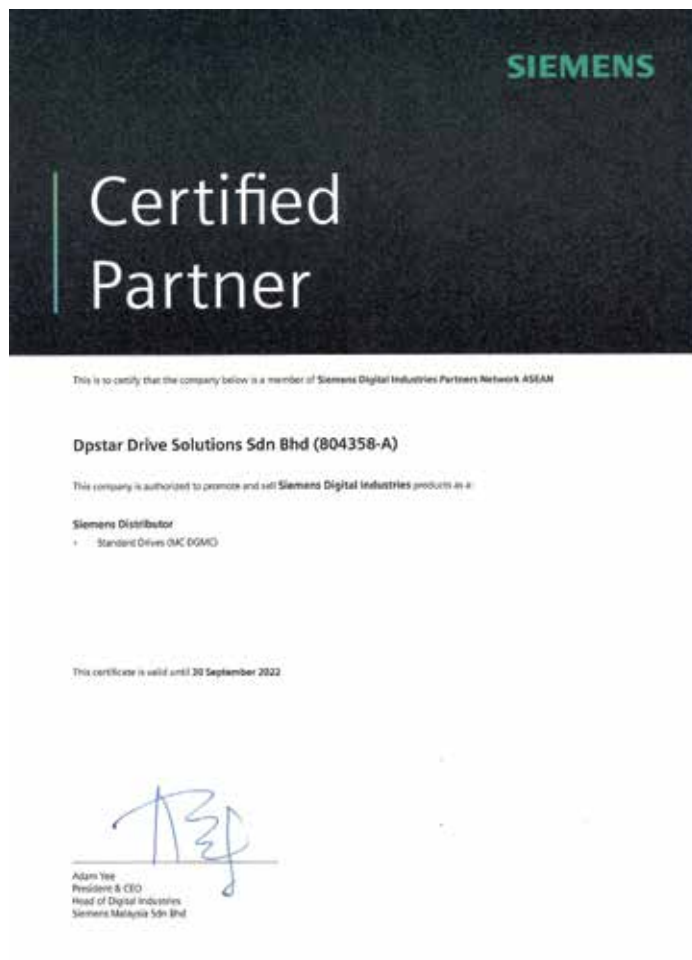 SIEMENS
Certified
Partner
This is to certify that the company below is a member of Siemens Digital Industries Partners Network ASEAN
Dpstar Drive Solutions Sdn Bhd (804358-A)
This company is authorized to promote and sell Siemens Digital Industries products as a:
Siemens Distributor
• Standard Drives (MC DGMC)
This certificate is valid until 30 September 2022
Adam Yee
President & CEO
Head of Digital Industries
Siemens Malaysia Sdn Bhd